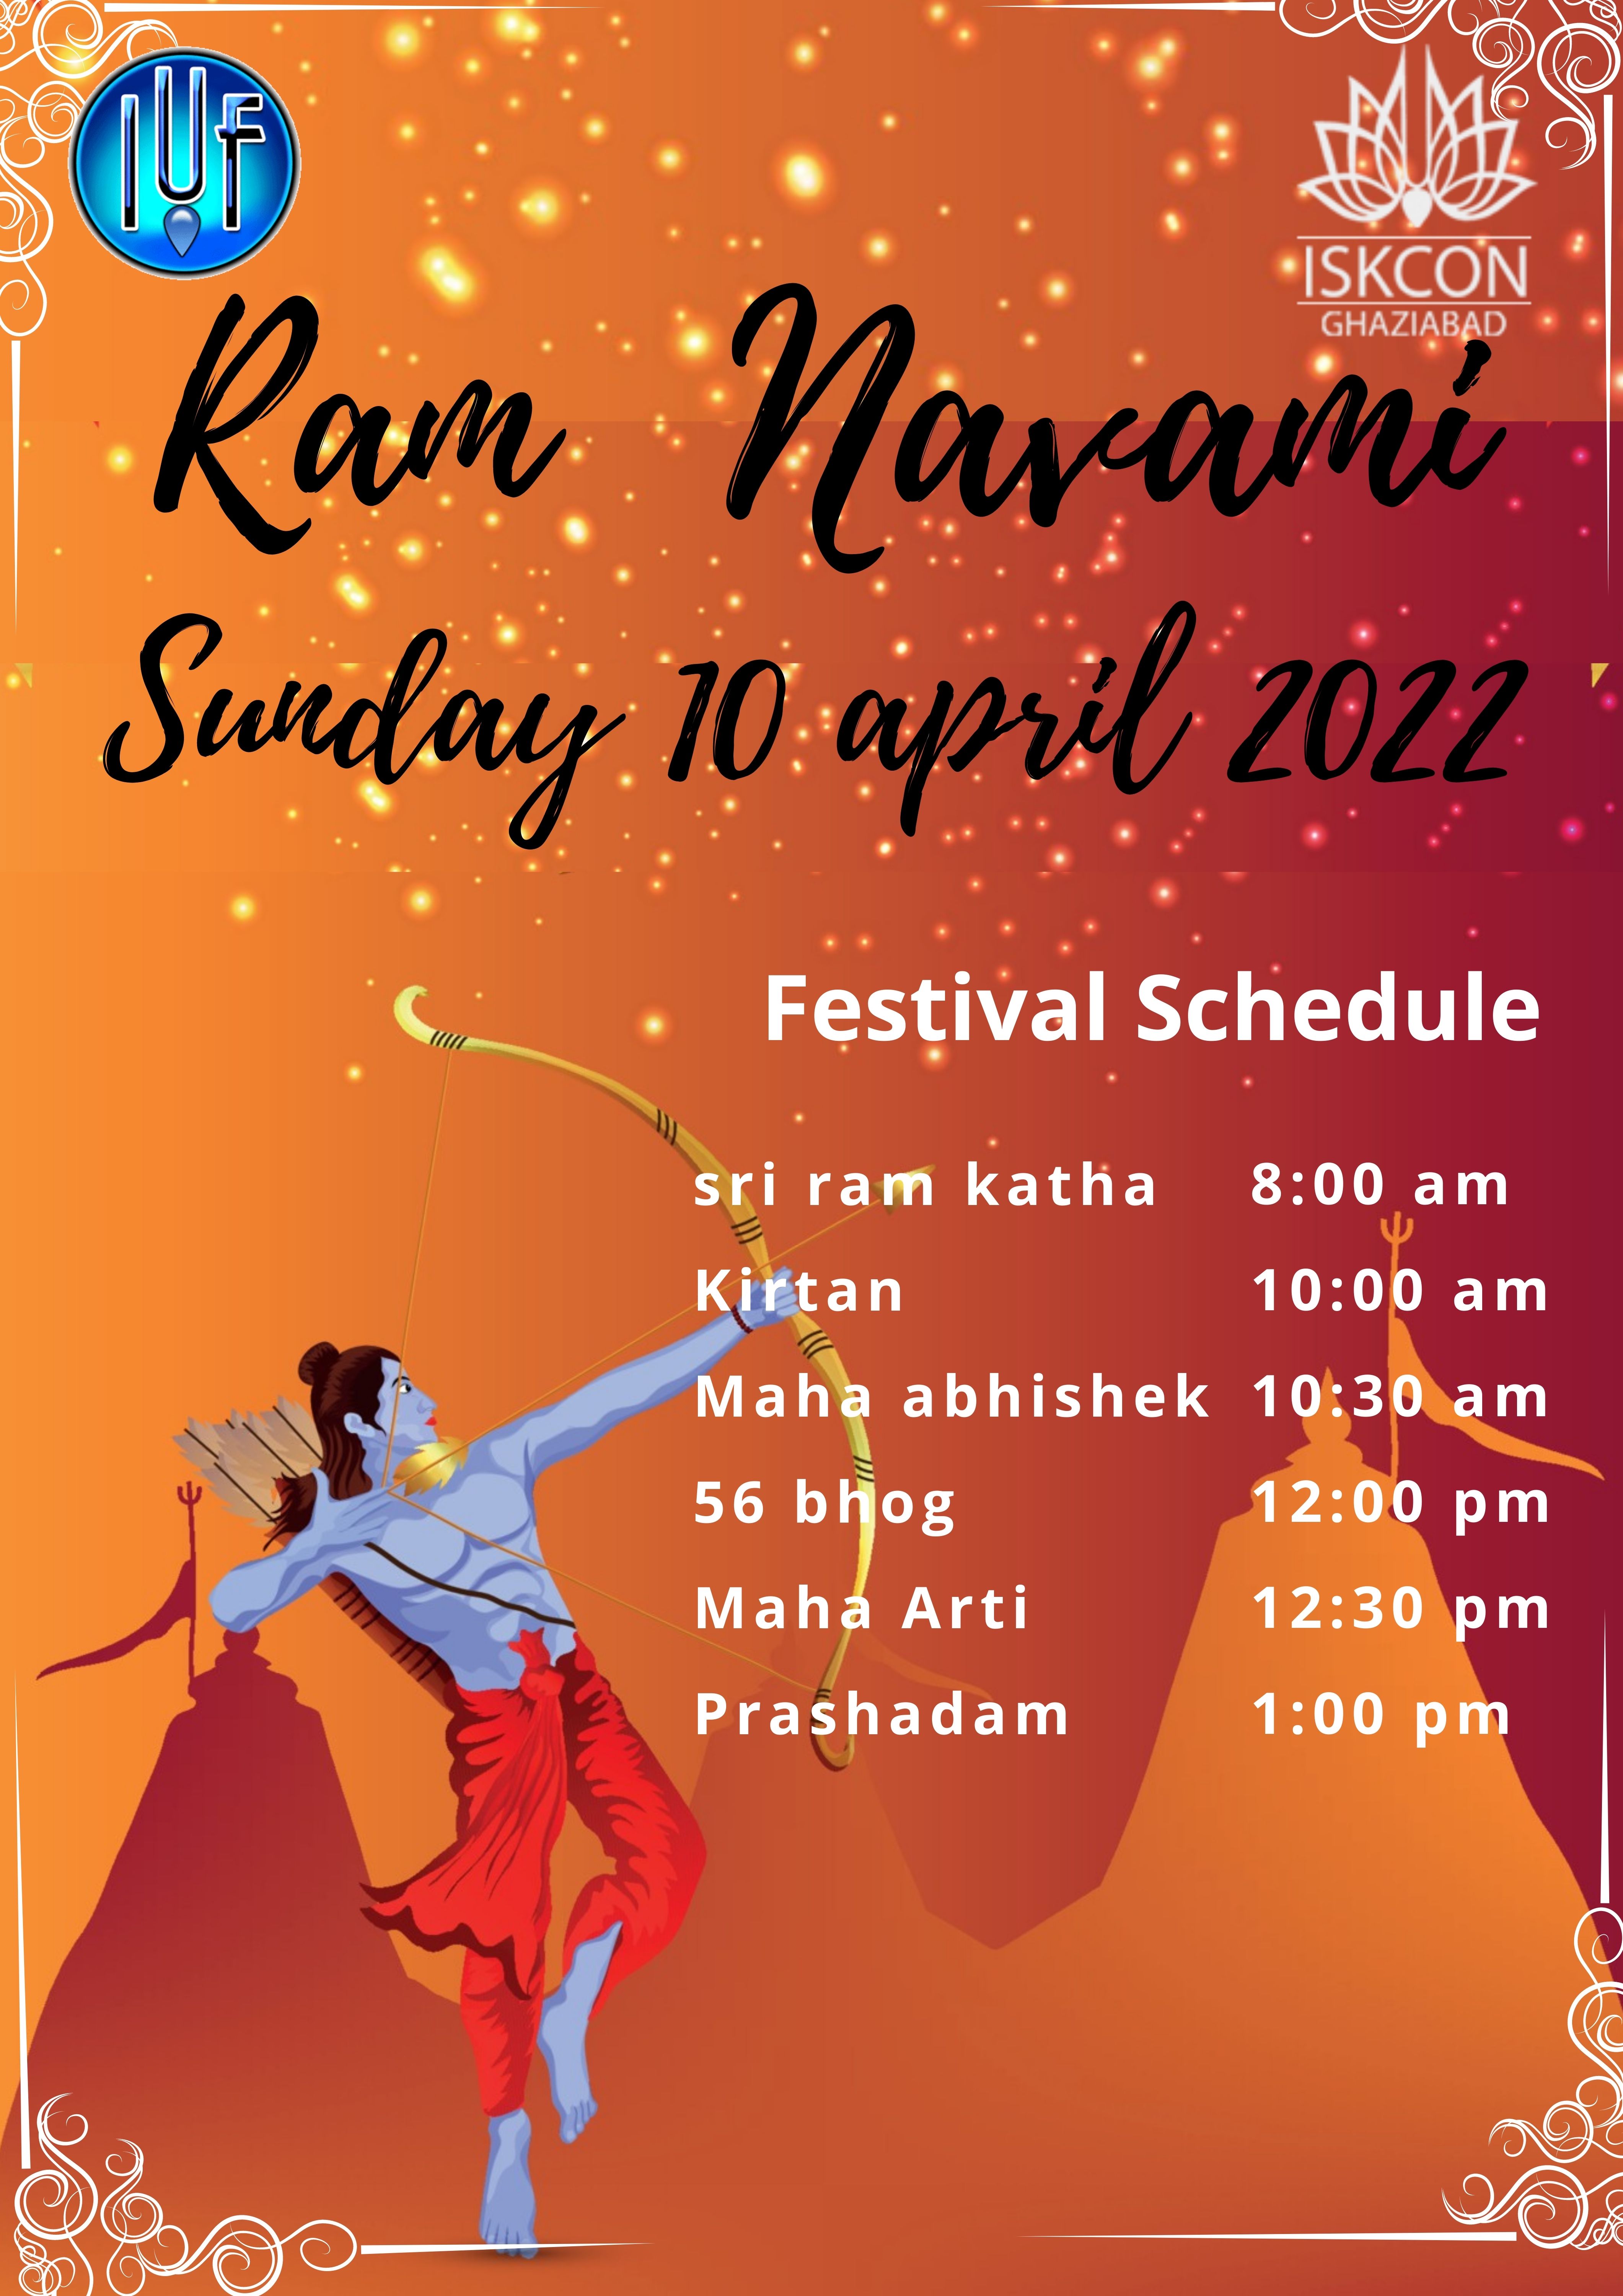 IUF
ISKCON
GHAZIABAD
Ram Navami
Sunday 10 april 2022
Festival Schedule
sri ram katha 8:00 am
Kirtan 10:00 am
Maha abhishek 10:30 am
56 bhog 12:00 pm
Maha Arti 12:30 pm
Prashadam 1:00 pm